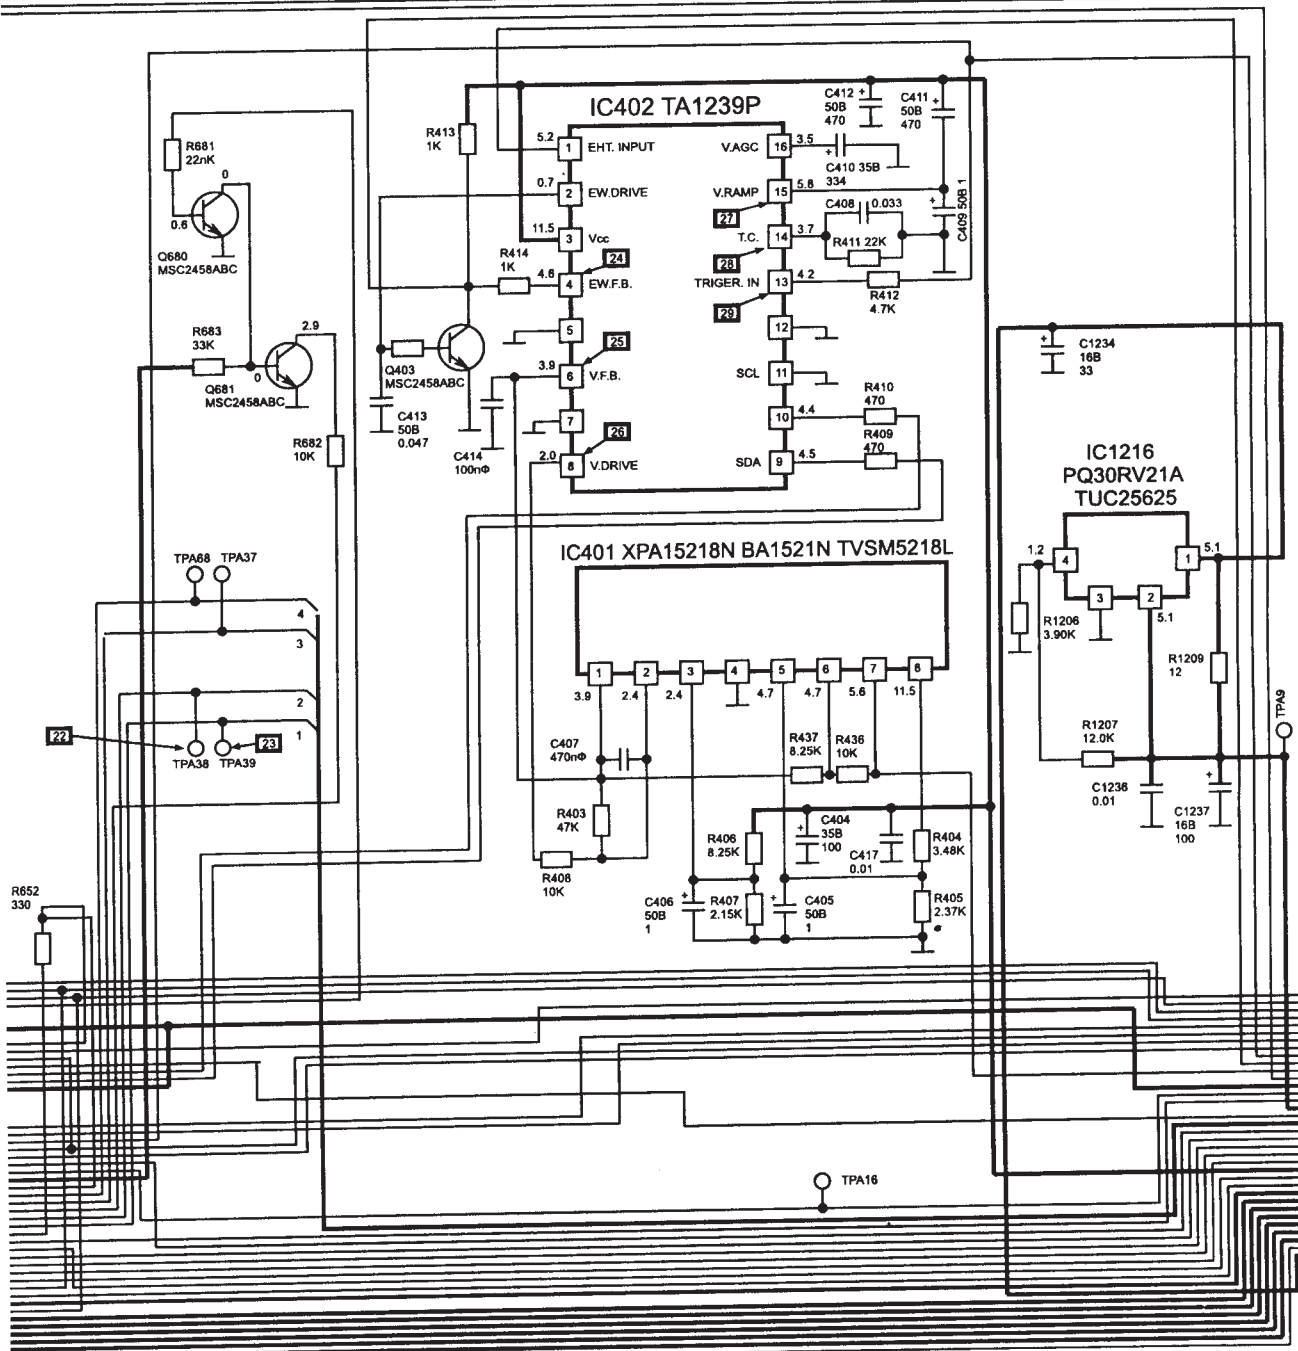 IC402 TA1239P
R413
1K
5.2
1
EHT. INPUT
0.7
2
EW.DRIVE
11.5
3
Vcc
R414
1K
4.6
4
EW.F.B.
24
5
25
3.9
6
V.F.B.
7
26
2.0
8
V.DRIVE
V.AGC
16
3.5
C410 35B
334
C412
50B
470
C411
50B
470
V.RAMP
15
5.8
27
C408
0.033
C409 50B 1
T.C.
14
3.7
R411 22K
28
TRIGER. IN
13
4.2
R412
4.7K
29
12
SCL
11
R410
470
10
4.4
R409
470
SDA
9
4.5
R681
22nK
0
0.6
Q680
MSC2458ABC
R683
33K
2.9
0
Q681
MSC2458ABC
R682
10K
Q403
MSC2458ABC
C413
50B
0.047
C414
100nФ
C1234
16B
33
IC1216
PQ30RV21A
TUC25625
1.2
4
1
5.1
3
2
5.1
R1206
3.90K
R1209
12
R1207
12.0K
TPA9
C1236
0.01
C1237
16B
100
IC401 XPA15218N BA1521N TVSM5218L
1
2
3
4
5
6
7
8
3.9
2.4
2.4
4.7
4.7
5.6
11.5
TPA68
TPA37
4
3
2
1
22
23
TPA38
TPA39
C407
470nФ
R437
8.25K
R436
10K
R403
47K
R408
10K
R406
8.25K
C404
35B
100
C417
0.01
R404
3.48K
C406
50B
1
R407
2.15K
C405
50B
1
R405
2.37K
R652
330
TPA16